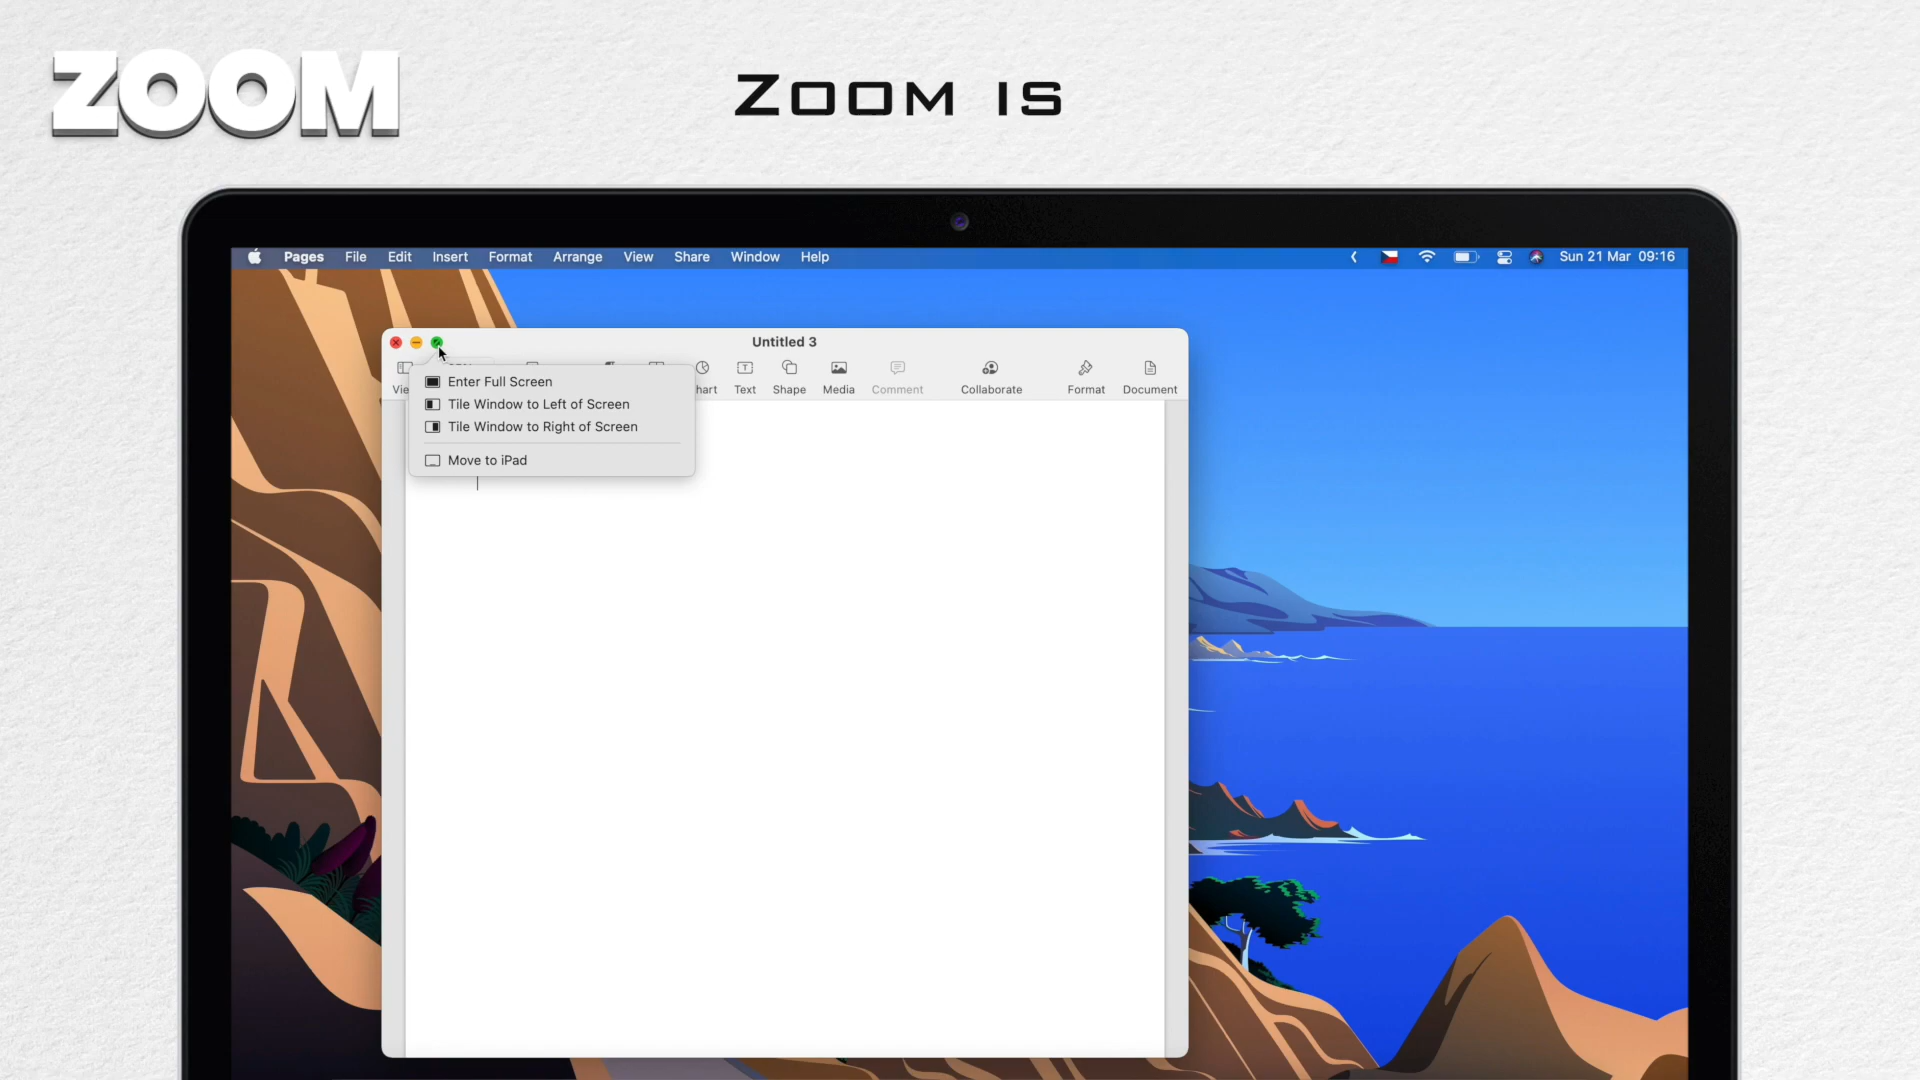 ZOOM
Zoom is
Pages File Edit Insert Format Arrange View Share Window Help Sun 21 Mar 09:16
Untitled 3
Text Shape Media Comment Collaborate Format Document
Enter Full Screen
Tile Window to Left of Screen
Tile Window to Right of Screen
Move to iPad